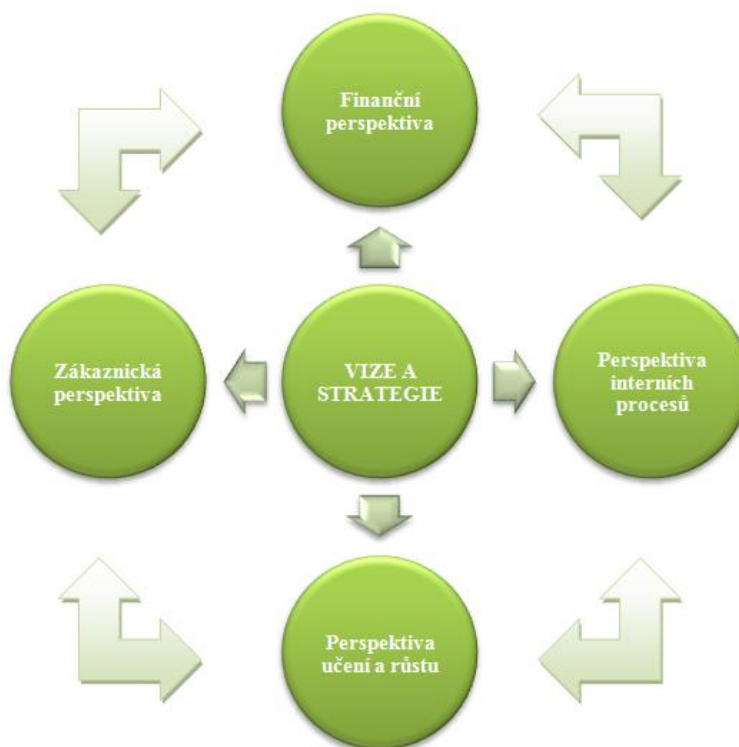 Finanční
perspektiva
Zákaznická
perspektiva
VIZE A
STRATEGIE
Perspektiva
interních
procesů
Perspektiva
učení a růstu